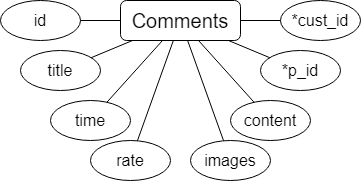 id
Comments
*cust_id
title
*p_id
time
content
rate
images